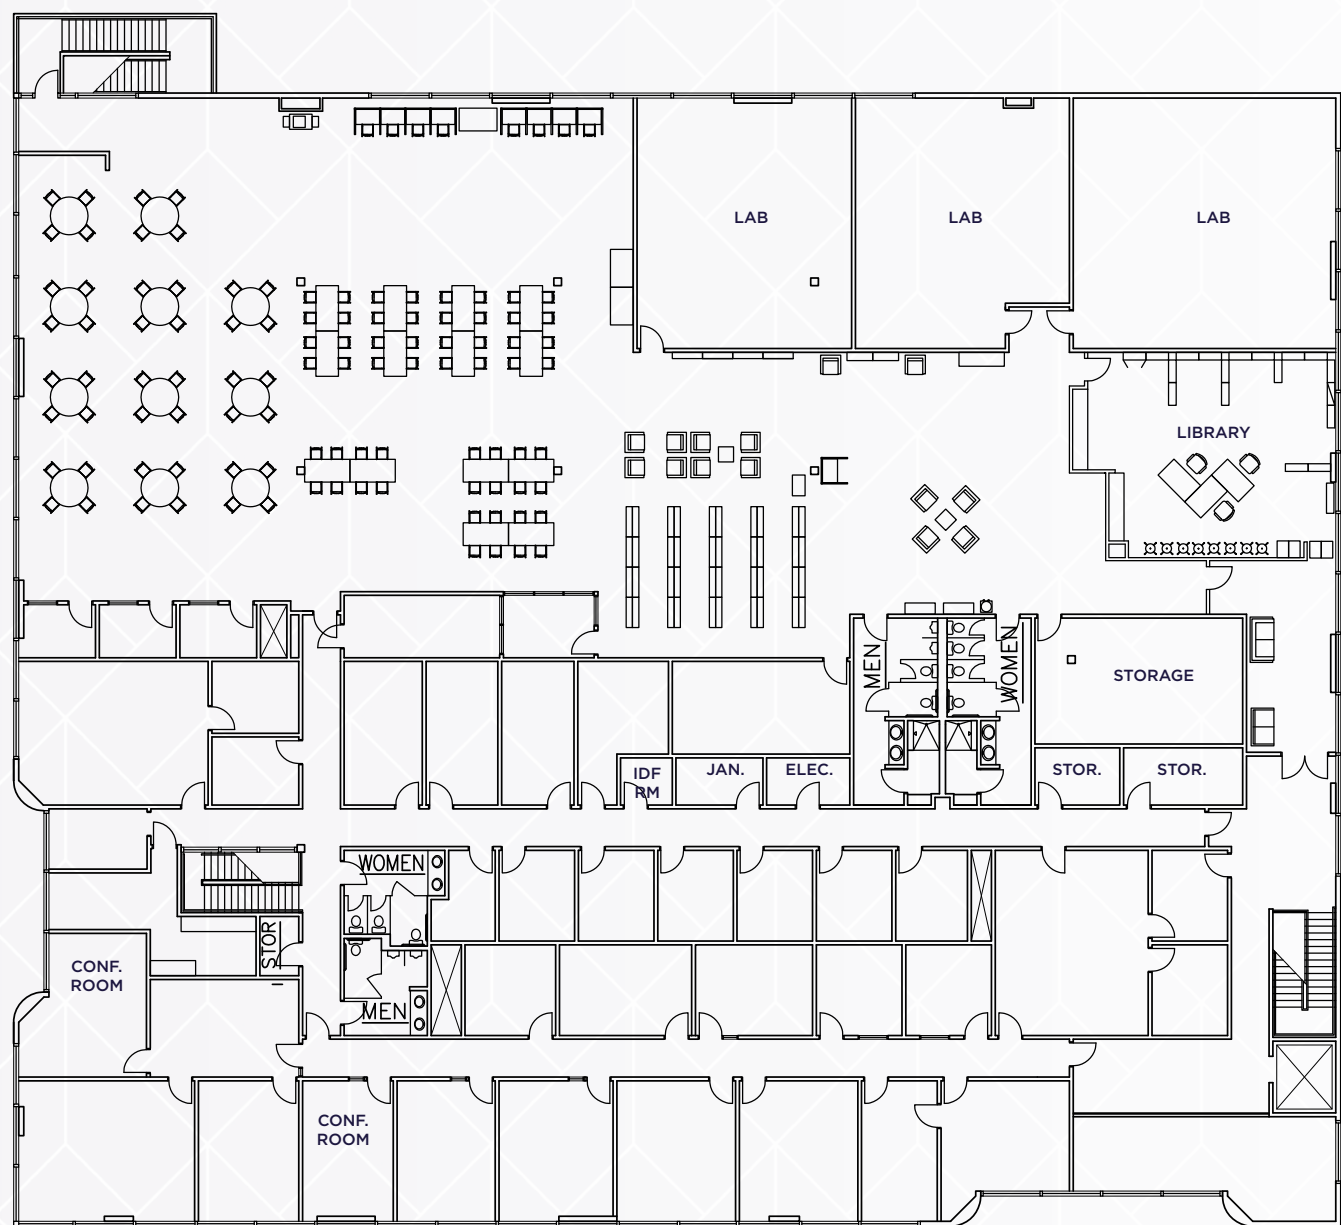 LAB
LAB
LAB
LIBRARY
MEN
WOMEN
STORAGE
IDF
RM
JAN.
ELEC.
STOR.
STOR.
WOMEN
STOR
CONF.
ROOM
MEN
CONF.
ROOM